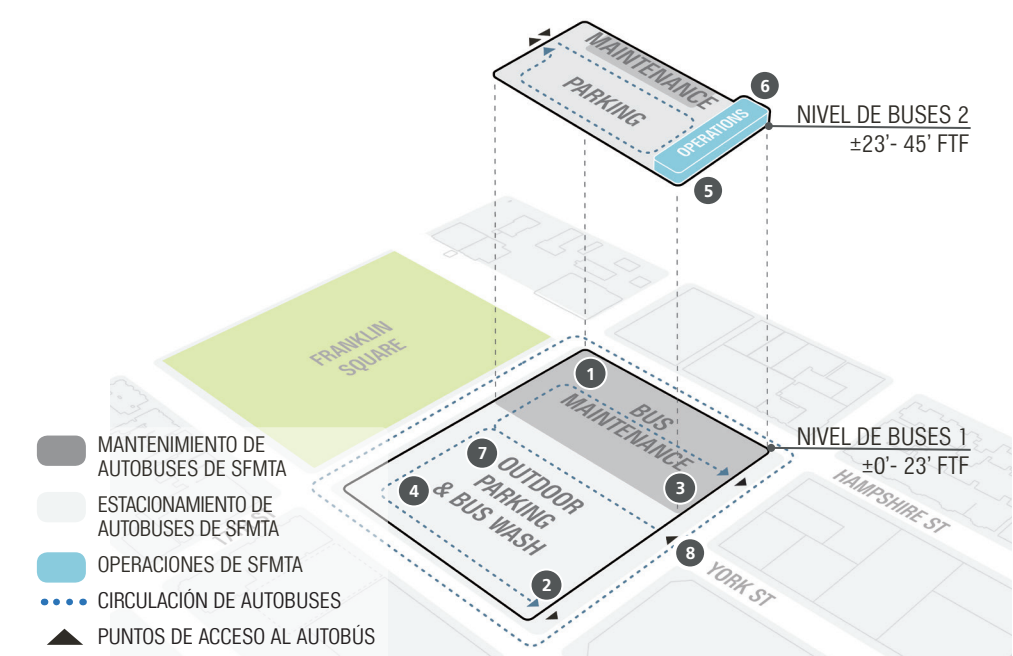 MAINTENANCE
PARKING
OPERATIONS
6
5
NIVEL DE BUSES 2
±23'- 45' FTF
FRANKLIN
SQUARE
1
BUS
MAINTENANCE
3
7
4
OUTDOOR
PARKING
& BUS WASH
2
8
NIVEL DE BUSES 1
±0'- 23' FTF
HAMPSHIRE ST
YORK ST
MANTENIMIENTO DE
AUTOBUSES DE SFMTA
ESTACIONAMIENTO DE
AUTOBUSES DE SFMTA
OPERACIONES DE SFMTA
CIRCULACIÓN DE AUTOBUSES
PUNTOS DE ACCESO AL AUTOBÚS